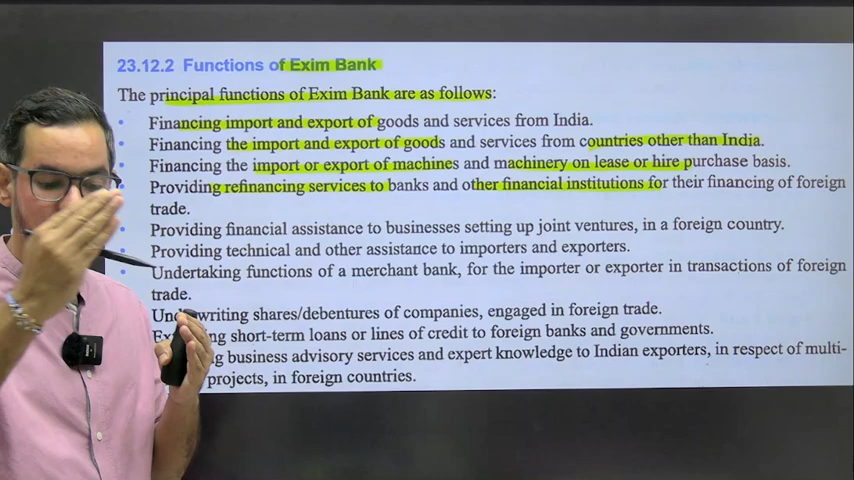 23.12.2 Functions of Exim Bank
The principal functions of Exim Bank are as follows:
• Financing import and export of goods and services from India.
• Financing the import and export of goods and services from countries other than India.
• Financing the import or export of machines and machinery on lease or hire purchase basis.
• Providing refinancing services to banks and other financial institutions for their financing of foreign
trade.
• Providing financial assistance to businesses setting up joint ventures, in a foreign country.
• Providing technical and other assistance to importers and exporters.
• Undertaking functions of a merchant bank, for the importer or exporter in transactions of foreign
trade.
shares/debentures of companies, engaged in foreign trade.
short-term loans or lines of credit to foreign banks and governments.
business advisory services and expert knowledge to Indian exporters, in respect of multi-
projects, in foreign countries.